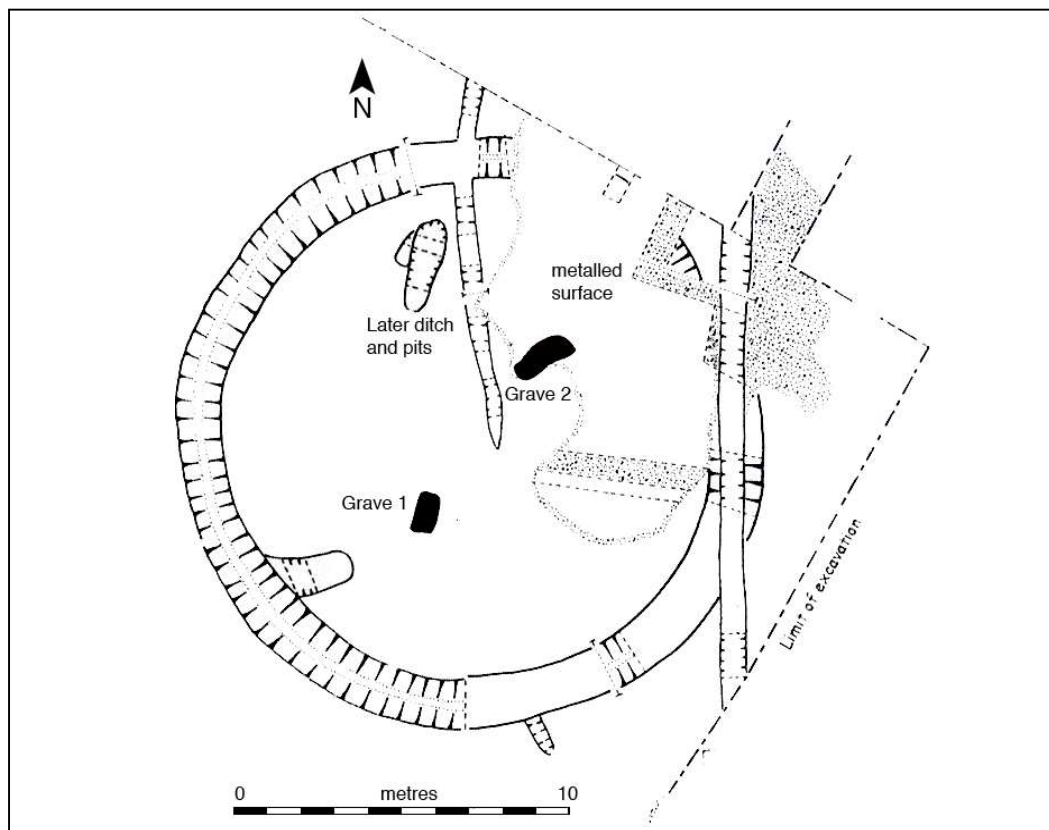 N
metalled
surface
Later ditch
and pits
Grave 2
Grave 1
Limit of excavation
0 metres 10